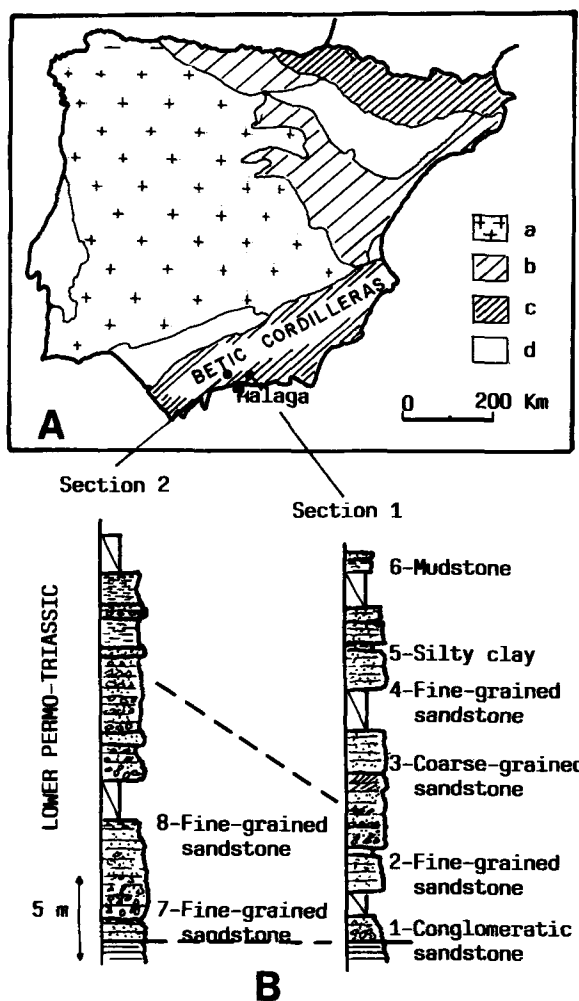 a
b
c
d
BETIC CORDILLERAS
Malaga
0 200 Km
A
Section 2
Section 1
LOWER PERMO-TRIASSIC
5 m
8-Fine-grained
sandstone
7-Fine-grained
sandstone
6-Mudstone
5-Silty clay
4-Fine-grained
sandstone
3-Coarse-grained
sandstone
2-Fine-grained
sandstone
1-Conglomeratic
sandstone
B